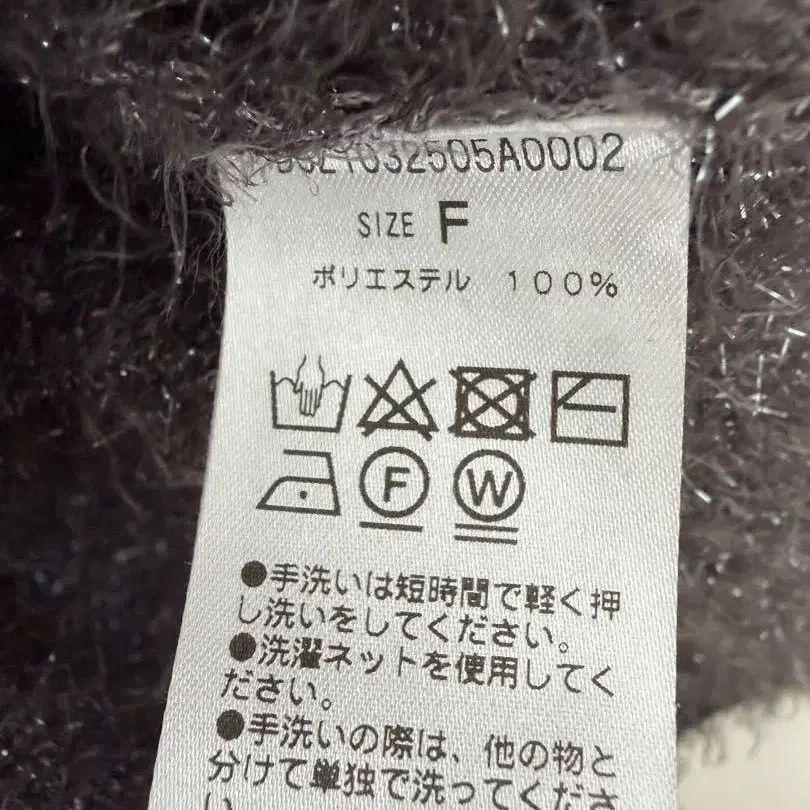 SIZE F
ポリエステル 100%
F W
●手洗いは短時間で軽く押
し洗いをしてください。
●洗濯ネットを使用してく
ださい。
●手洗いの際は、他の物と
分けて単独で洗ってくださ
い